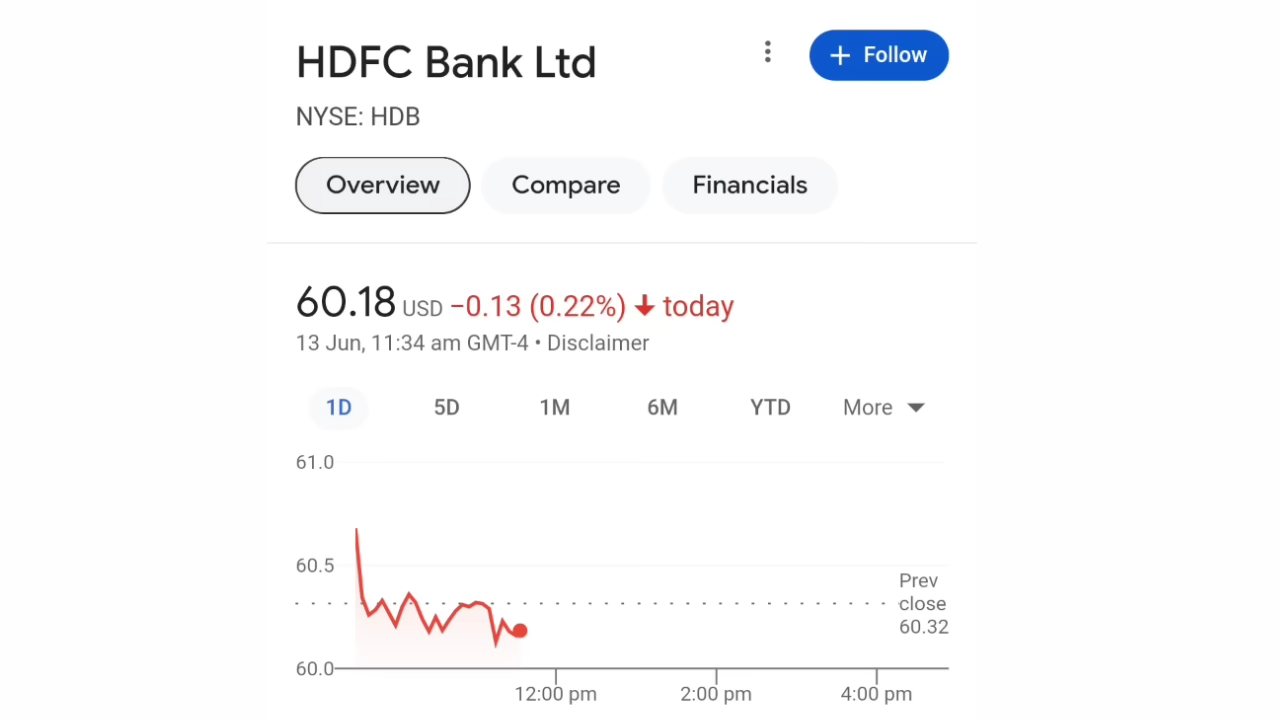 HDFC Bank Ltd
+ Follow
NYSE: HDB
Overview
Compare
Financials
60.18 USD −0.13 (0.22%) ↓ today
13 Jun, 11:34 am GMT-4 • Disclaimer
1D 5D 1M 6M YTD More
61.0
60.5
60.0
Prev
close
60.32
12:00 pm 2:00 pm 4:00 pm